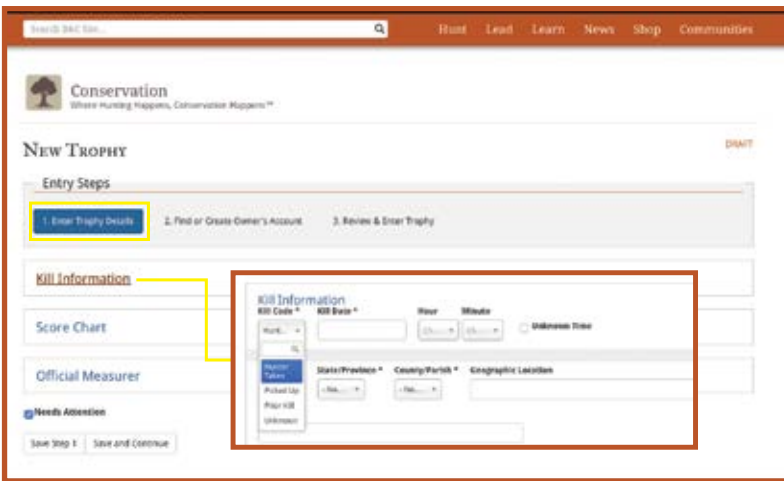 Search B&C Site...
Hunt Lead Learn News Shop Communities
Conservation
Where Hunting Happens, Conservation Happens™
New Trophy
DRAFT
Entry Steps
1. Enter Trophy Details 2. Find or Create Owner's Account 3. Review & Enter Trophy
Kill Information
Score Chart
Official Measurer
Needs Attention
Save Step 1 Save and Continue
Kill Information
Kill Code * Kill Date * Hour Minute
Hunt... Unknown Time
Hunter Taken
State/Province * County/Parish * Geographic Location
Picked Up - No... - No...
Unknown